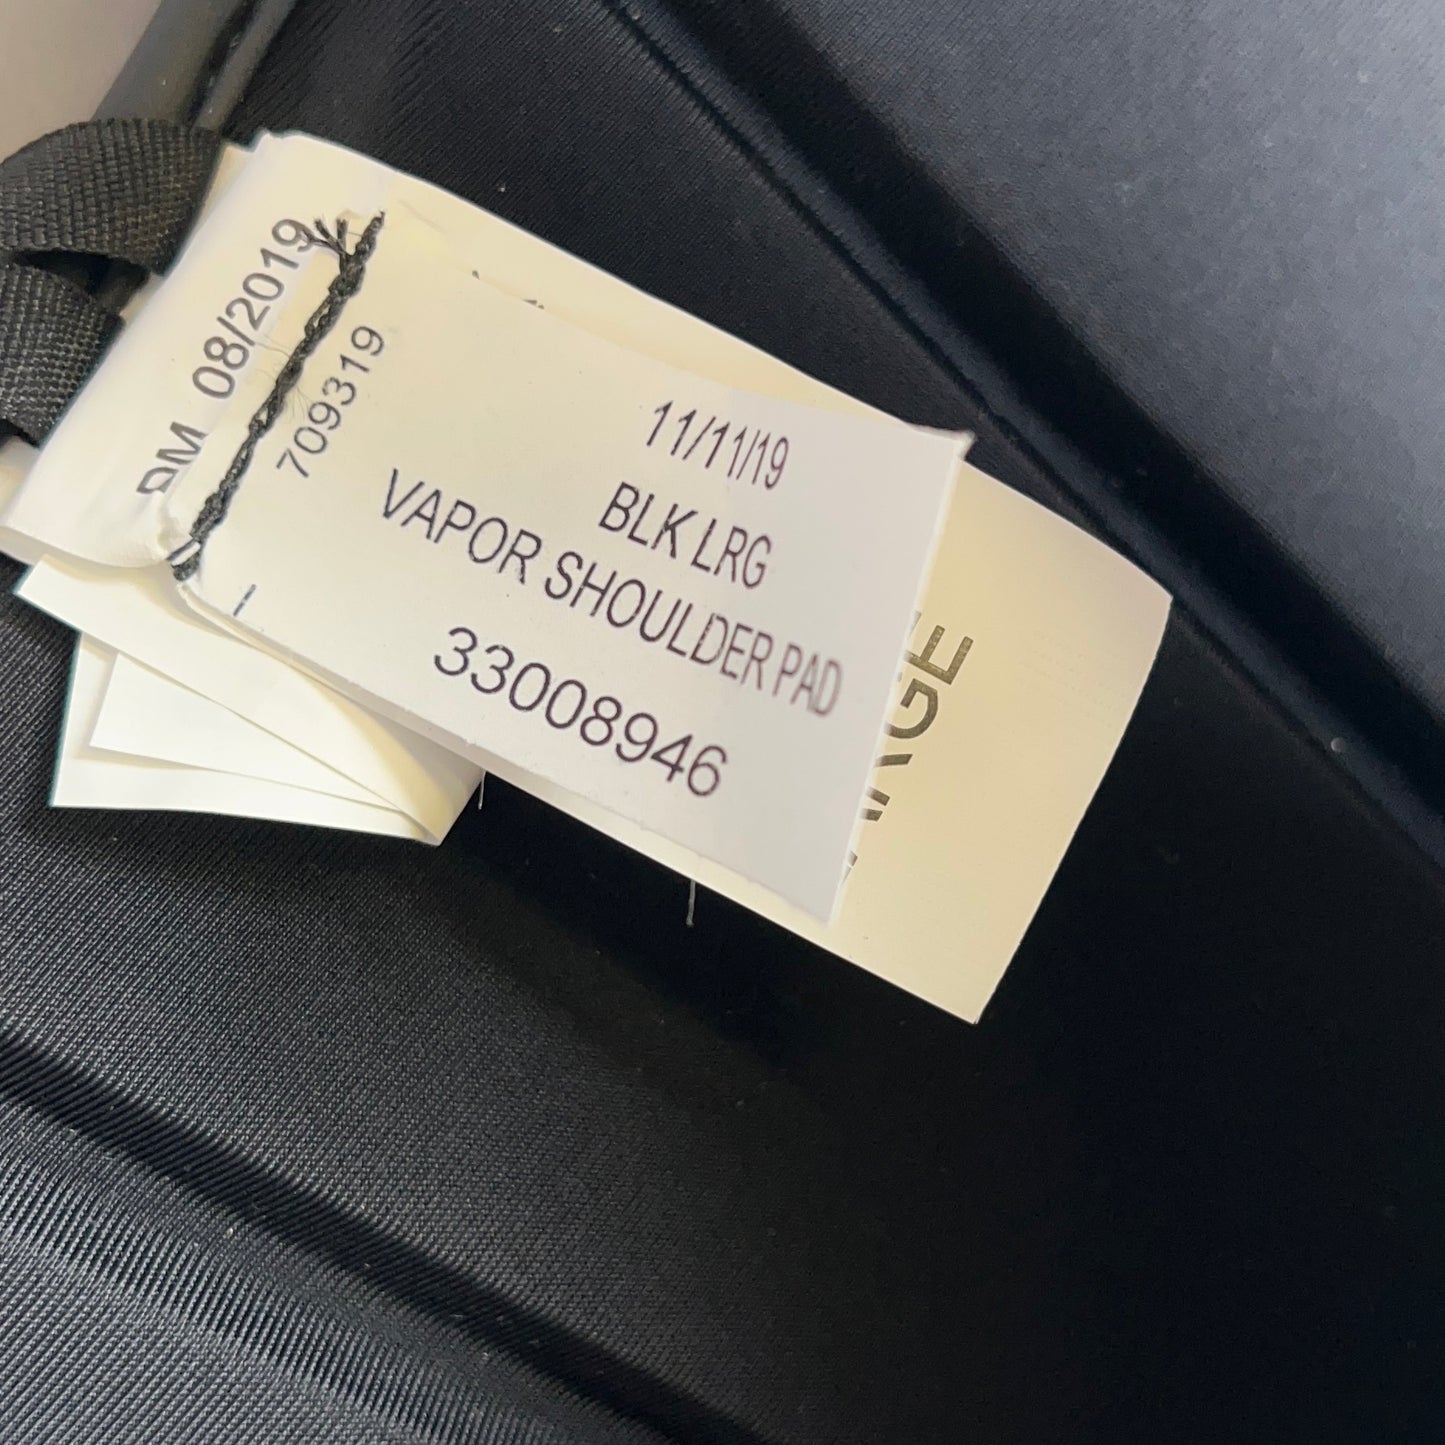 DM 08/2019
709319
11/11/19
BLK LRG
VAPOR SHOULDER PAD
33008946